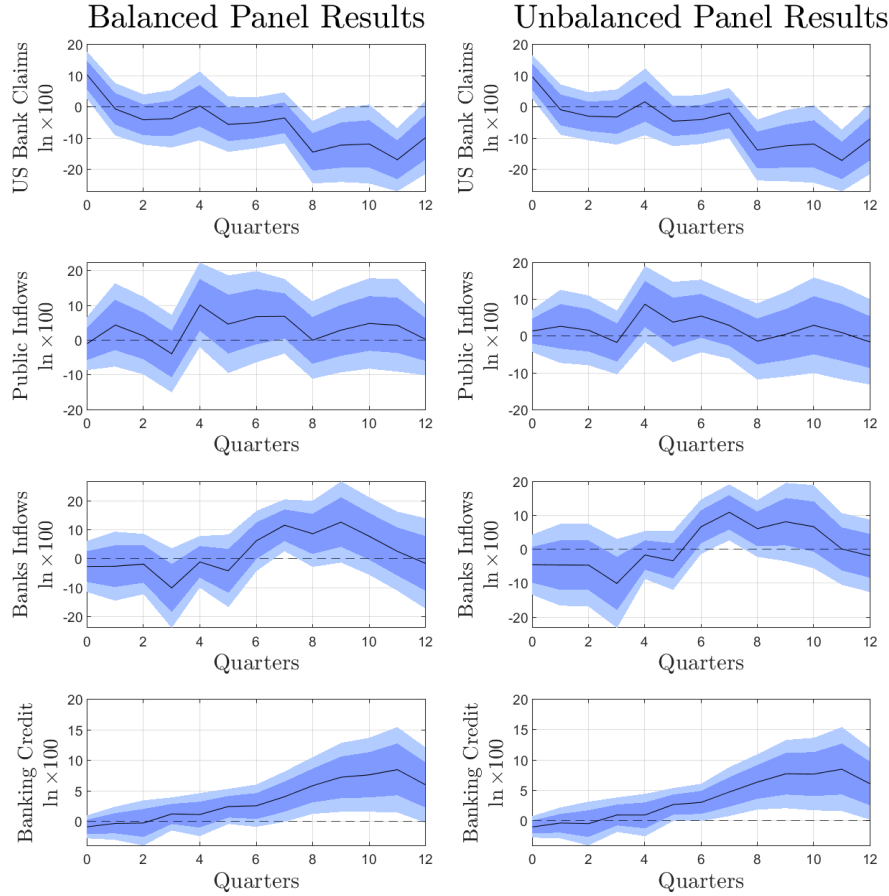 Balanced Panel Results
Unbalanced Panel Results
US Bank Claims
ln ×100
20
10
0
-10
-20
0 2 4 6 8 10 12
Quarters
US Bank Claims
ln ×100
20
10
0
-10
-20
0 2 4 6 8 10 12
Quarters
Public Inflows
ln ×100
20
10
0
-10
-20
0 2 4 6 8 10 12
Quarters
Public Inflows
ln ×100
20
10
0
-10
-20
0 2 4 6 8 10 12
Quarters
Banks Inflows
ln ×100
20
10
0
-10
-20
0 2 4 6 8 10 12
Quarters
Banks Inflows
ln ×100
20
10
0
-10
-20
0 2 4 6 8 10 12
Quarters
Banking Credit
ln ×100
20
15
10
5
0
0 2 4 6 8 10 12
Quarters
Banking Credit
ln ×100
20
15
10
5
0
0 2 4 6 8 10 12
Quarters